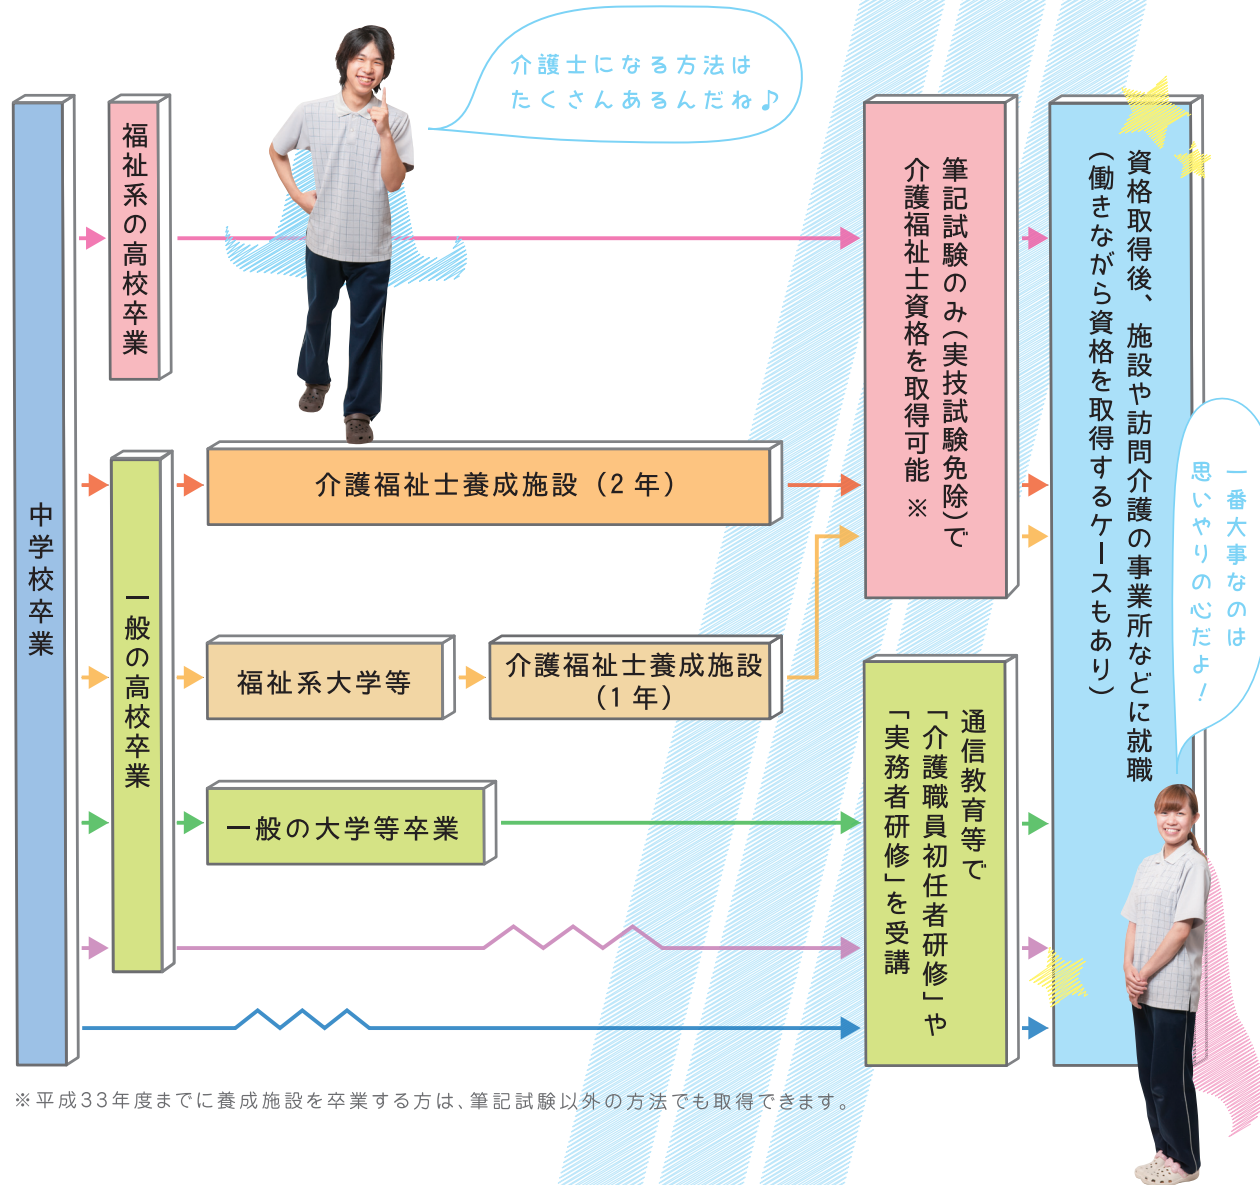 介護士になる方法は
たくさんあるんだね♪
中学校卒業
福祉系の高校卒業
一般の高校卒業
介護福祉士養成施設（2年）
福祉系大学等
介護福祉士養成施設
（1年）
一般の大学等卒業
筆記試験のみ（実技試験免除）で
介護福祉士資格を取得可能 ※
通信教育等で
「介護職員初任者研修」や
「実務者研修」を受講
資格取得後、施設や訪問介護の事業所などに就職
（働きながら資格を取得するケースもあり）
一番大事なのは
思いやりの心だよ！
※平成33年度までに養成施設を卒業する方は、筆記試験以外の方法でも取得できます。